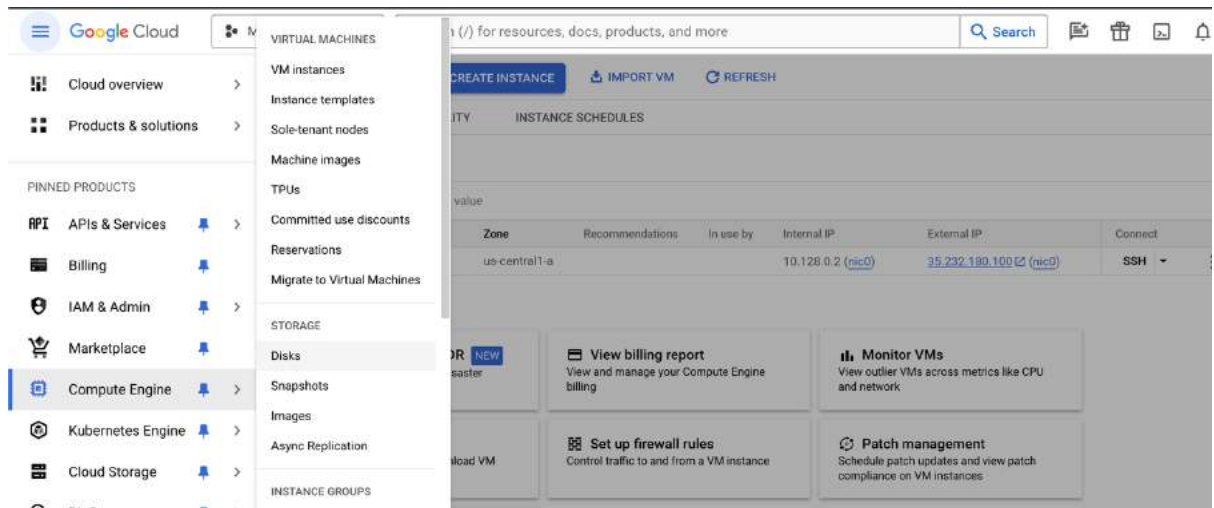 Google Cloud
M
(/) for resources, docs, products, and more
Search
Cloud overview
Products & solutions
PINNED PRODUCTS
API APIs & Services
Billing
IAM & Admin
Marketplace
Compute Engine
Kubernetes Engine
Cloud Storage
VIRTUAL MACHINES
VM instances
Instance templates
Sole-tenant nodes
Machine images
TPUs
Committed use discounts
Reservations
Migrate to Virtual Machines
STORAGE
Disks
Snapshots
Images
Async Replication
INSTANCE GROUPS
CREATE INSTANCE IMPORT VM REFRESH
ITY INSTANCE SCHEDULES
value
Zone Recommendations In use by Internal IP External IP Connect
us-central1-a 10.128.0.2 (nic0) 35.232.180.100 (nic0) SSH
DR NEW
saster
View billing report
View and manage your Compute Engine
billing
Monitor VMs
View outlier VMs across metrics like CPU
and network
nload VM
Set up firewall rules
Control traffic to and from a VM instance
Patch management
Schedule patch updates and view patch
compliance on VM instances